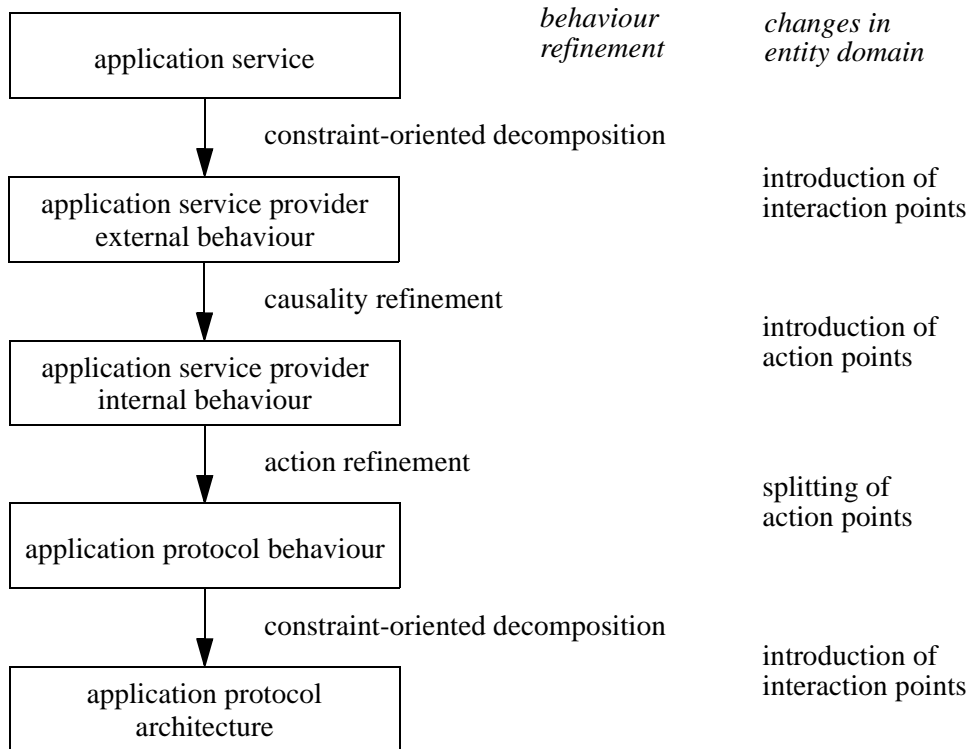 behaviour
refinement
changes in
entity domain
application service
constraint-oriented decomposition
introduction of
interaction points
application service provider
external behaviour
causality refinement
introduction of
action points
application service provider
internal behaviour
action refinement
splitting of
action points
application protocol behaviour
constraint-oriented decomposition
introduction of
interaction points
application protocol
architecture